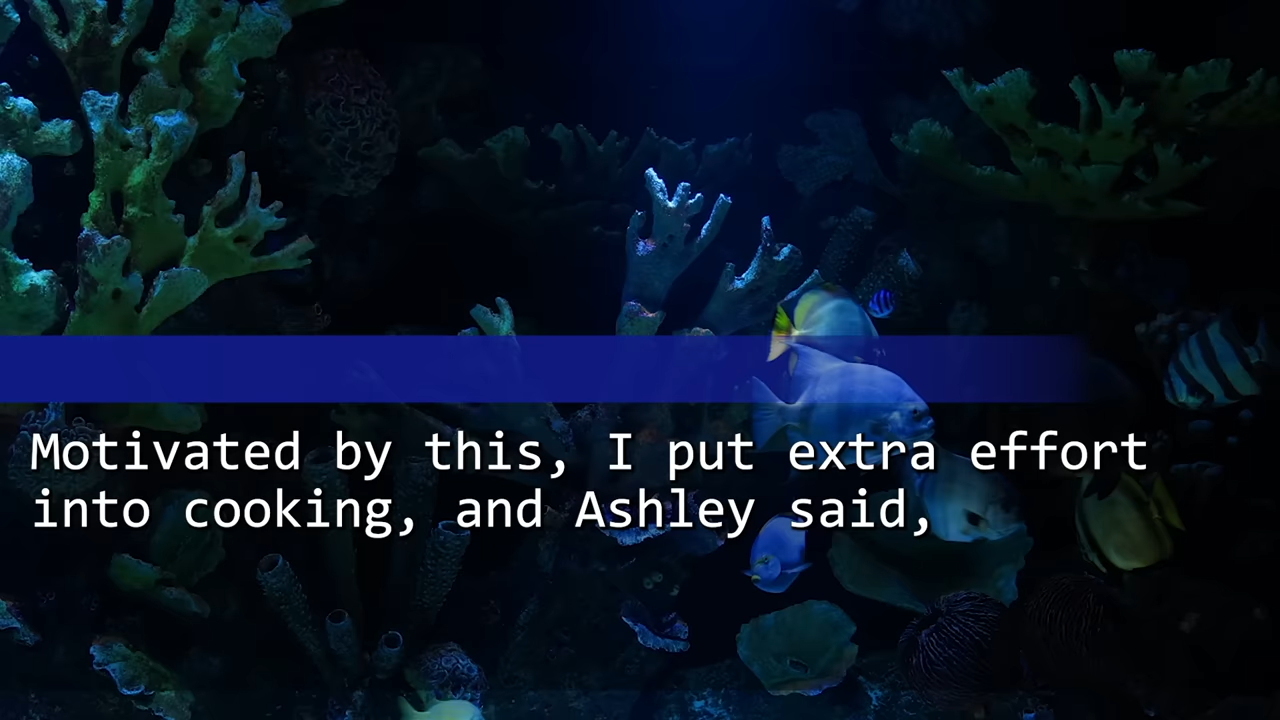 Motivated by this, I put extra effort
into cooking, and Ashley said,